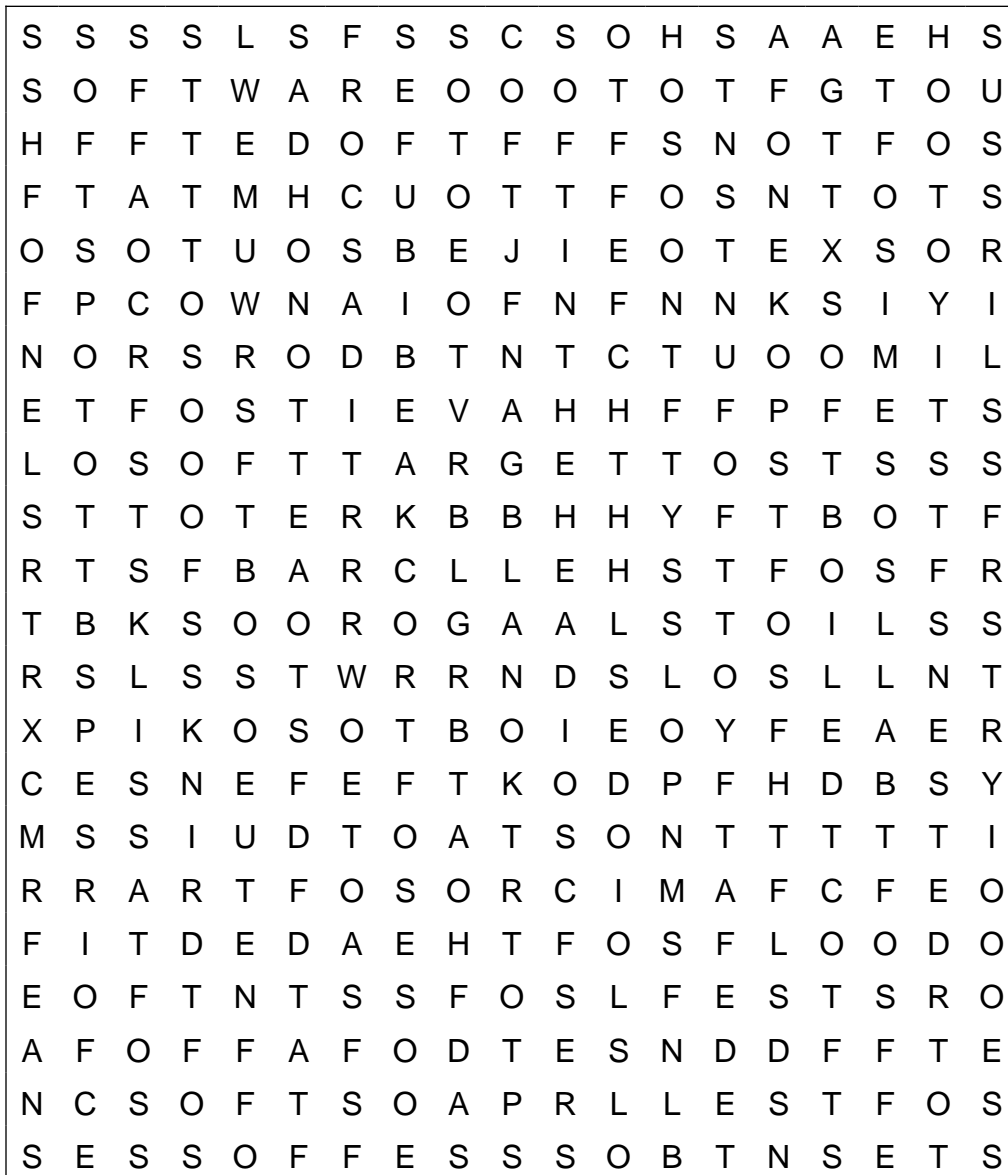 S S S S L S F S S C S O H S A A E H S
S O F T W A R E O O O T O T F G T O U
H F F T E D O F T F F F S N O T F O S
F T A T M H C U O T T F O S N T O T S
O S O T U O S B E J I E O T E X S O R
F P C O W N A I O F N F N N K S I Y I
N O R S R O D B T N T C T U O O M I L
E T F O S T I E V A H H F F P F E T S
L O S O F T T A R G E T T O S T S S S
S T T O T E R K B B H H Y F T B O T F
R T S F B A R C L L E H S T F O S F R
T B K S O O R O G A A L S T O I L S S
R S L S S T W R R N D S L O S L L N T
X P I K O S O T B O I E O Y F E A E R
C E S N E F E F T K O D P F H D B S Y
M S S I U D T O A T S O N T T T T T I
R R A R T F O S O R C I M A F C F E O
F I T D E D A E H T F O S F L O O D O
E O F T N T S S F O S L F E S T S R O
A F O F F A F O D T E S N D D F F T E
N C S O F T S O A P R L L E S T F O S
S E S S O F F E S S S O B T N S E T S